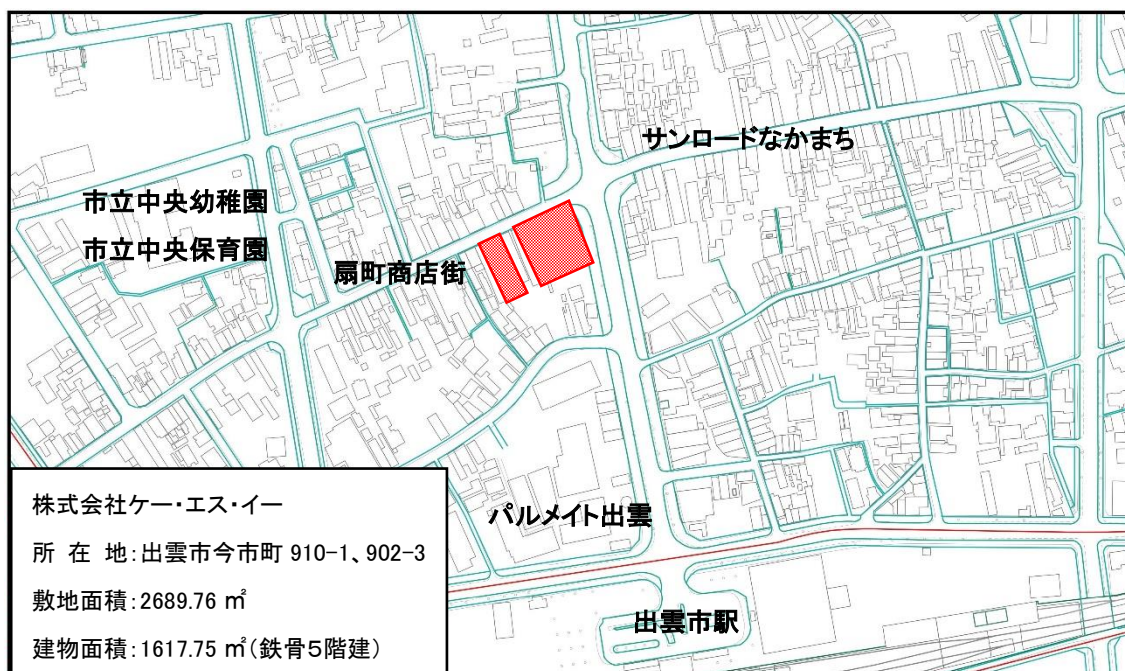 サンロードなかまち
市立中央幼稚園
市立中央保育園
扇町商店街
パルメイト出雲
出雲市駅
株式会社ケー・エス・イー
所 在 地:出雲市今市町 910-1、902-3
敷地面積:2689.76 ㎡
建物面積:1617.75 ㎡(鉄骨5階建)